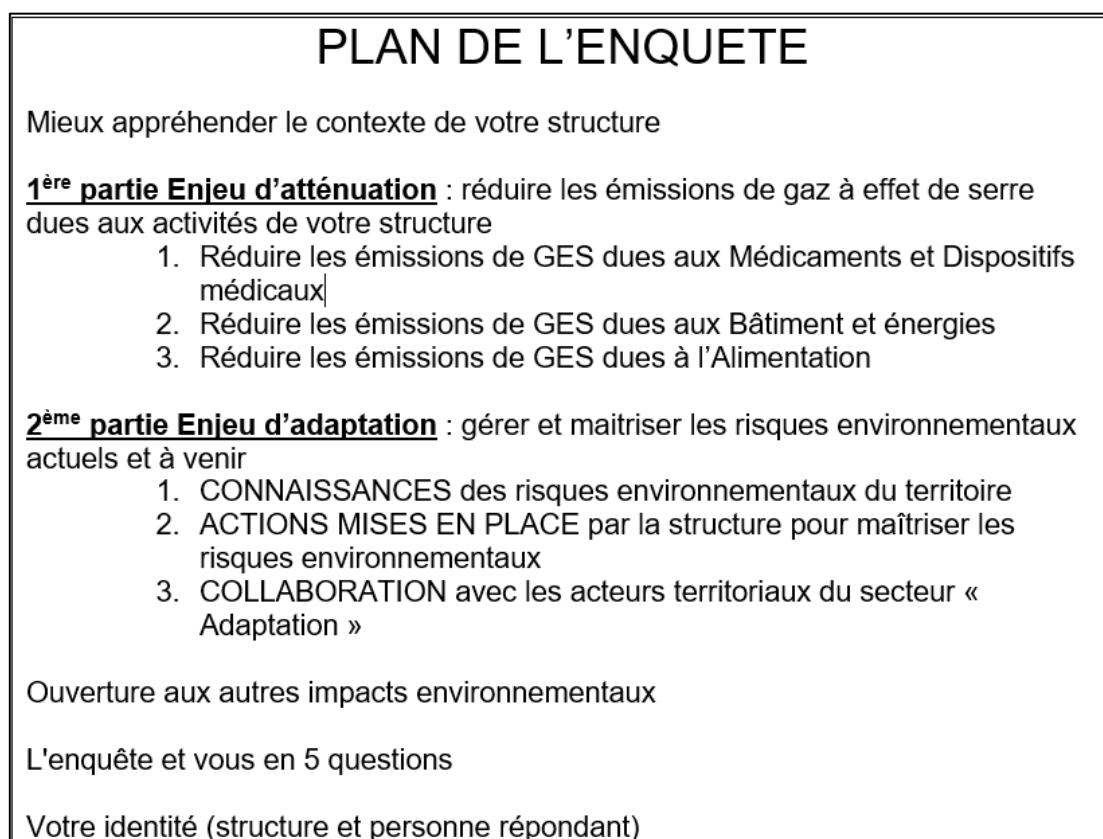 PLAN DE L’ENQUETE
Mieux appréhender le contexte de votre structure
1ère partie Enjeu d’atténuation : réduire les émissions de gaz à effet de serre
dues aux activités de votre structure
1. Réduire les émissions de GES dues aux Médicaments et Dispositifs
médicaux
2. Réduire les émissions de GES dues aux Bâtiment et énergies
3. Réduire les émissions de GES dues à l’Alimentation
2ème partie Enjeu d’adaptation : gérer et maitriser les risques environnementaux
actuels et à venir
1. CONNAISSANCES des risques environnementaux du territoire
2. ACTIONS MISES EN PLACE par la structure pour maîtriser les
risques environnementaux
3. COLLABORATION avec les acteurs territoriaux du secteur «
Adaptation »
Ouverture aux autres impacts environnementaux
L'enquête et vous en 5 questions
Votre identité (structure et personne répondant)